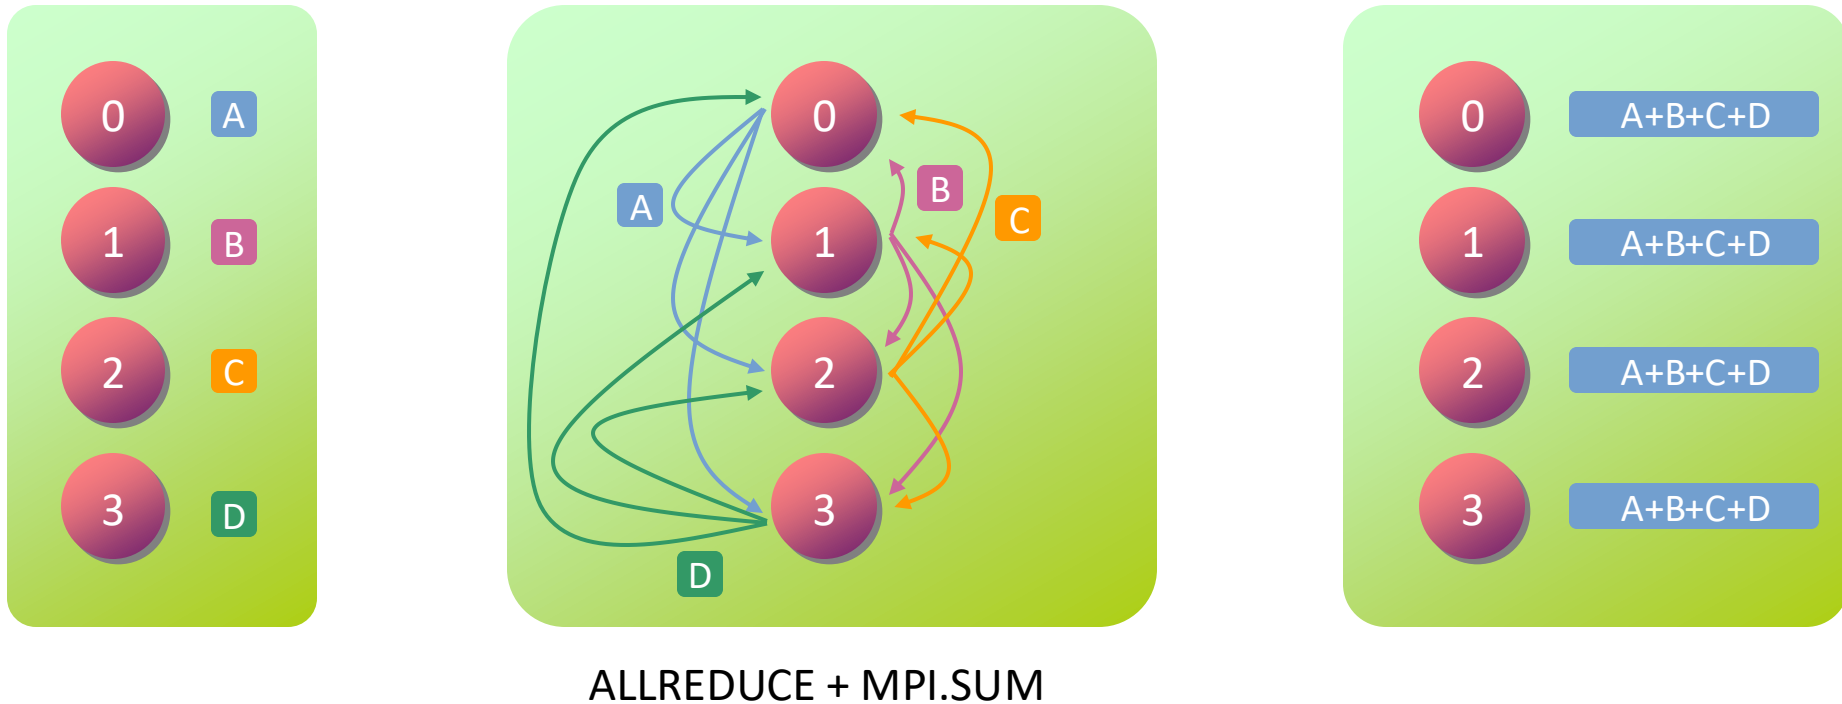 0 A
1 B
2 C
3 D
0
1
2
3
A
B
C
D
0 A+B+C+D
1 A+B+C+D
2 A+B+C+D
3 A+B+C+D
ALLREDUCE + MPI.SUM